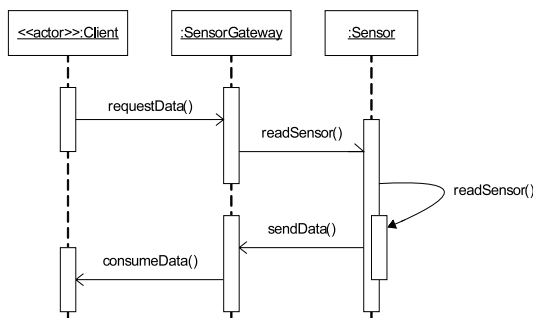 <<actor>>:Client
:SensorGateway
:Sensor
requestData()
readSensor()
readSensor()
sendData()
consumeData()